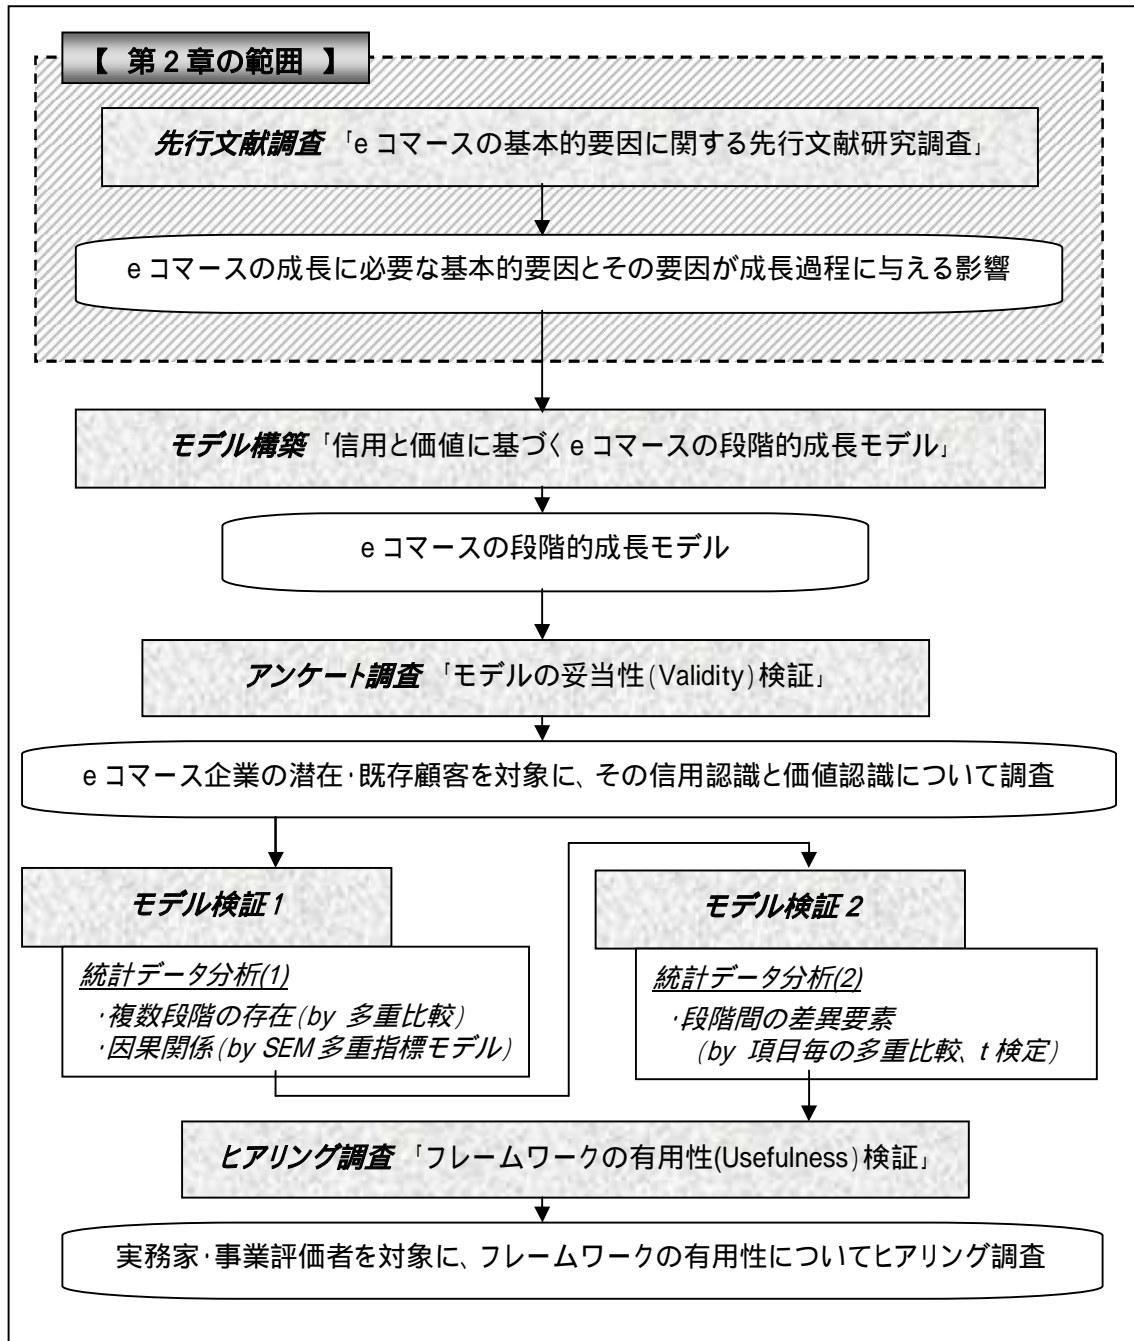 【 第2章の範囲 】
先行文献調査 「eコマースの基本的要因に関する先行文献研究調査」
eコマースの成長に必要な基本的要因とその要因が成長過程に与える影響
モデル構築 「信用と価値に基づくeコマースの段階的成長モデル」
eコマースの段階的成長モデル
アンケート調査 「モデルの妥当性(Validity)検証」
eコマース企業の潜在・既存顧客を対象に、その信用認識と価値認識について調査
モデル検証1
統計データ分析(1)
・複数段階の存在(by 多重比較)
・因果関係(by SEM多重指標モデル)
モデル検証2
統計データ分析(2)
・段階間の差異要素
(by 項目毎の多重比較、t検定)
ヒアリング調査 「フレームワークの有用性(Usefulness)検証」
実務家・事業評価者を対象に、フレームワークの有用性についてヒアリング調査